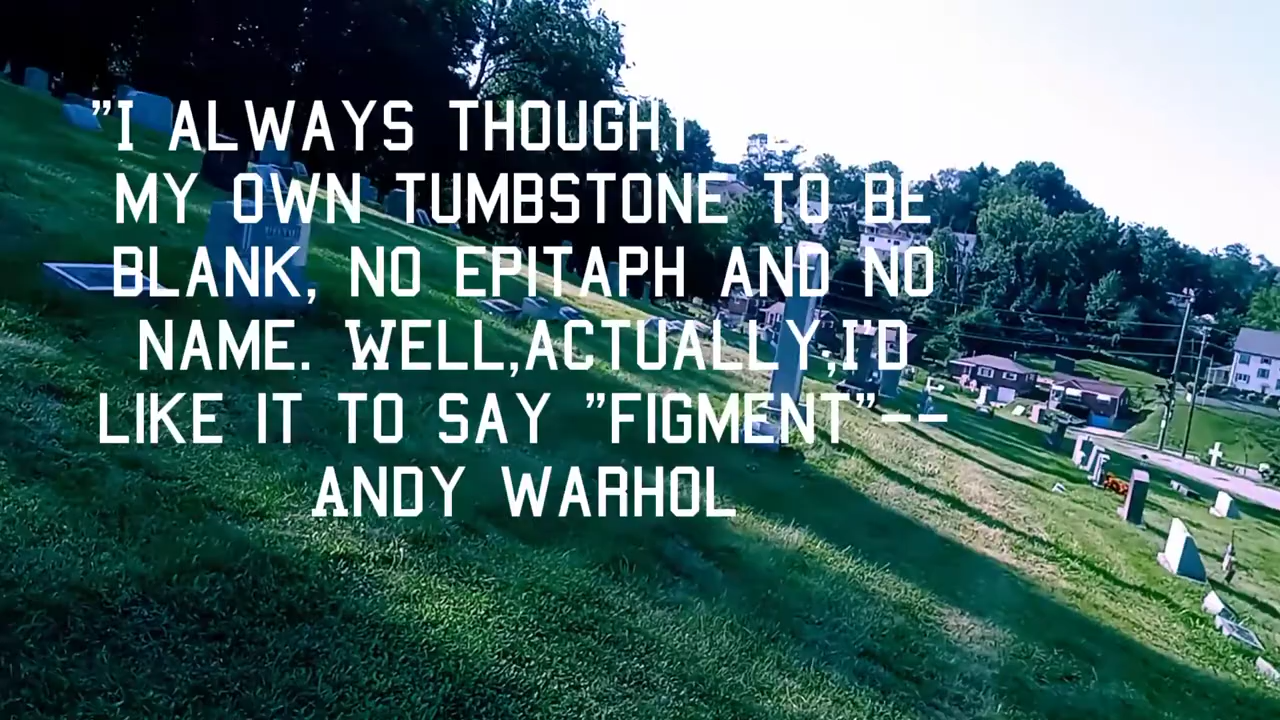 "I ALWAYS THOUGHT
MY OWN TUMBSTONE TO BE
BLANK, NO EPITAPH AND NO
NAME. WELL,ACTUALLY,I'D
LIKE IT TO SAY "FIGMENT"--
ANDY WARHOL